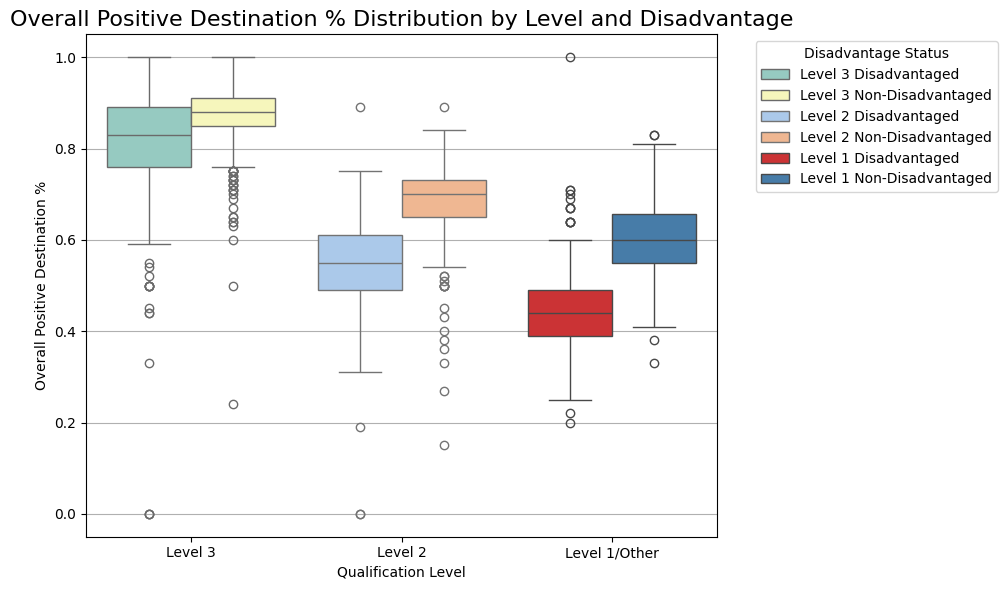 Overall Positive Destination % Distribution by Level and Disadvantage
Disadvantage Status
Level 3 Disadvantaged
Level 3 Non-Disadvantaged
Level 2 Disadvantaged
Level 2 Non-Disadvantaged
Level 1 Disadvantaged
Level 1 Non-Disadvantaged
Overall Positive Destination %
1.0
0.8
0.6
0.4
0.2
0.0
Level 3
Level 2
Level 1/Other
Qualification Level